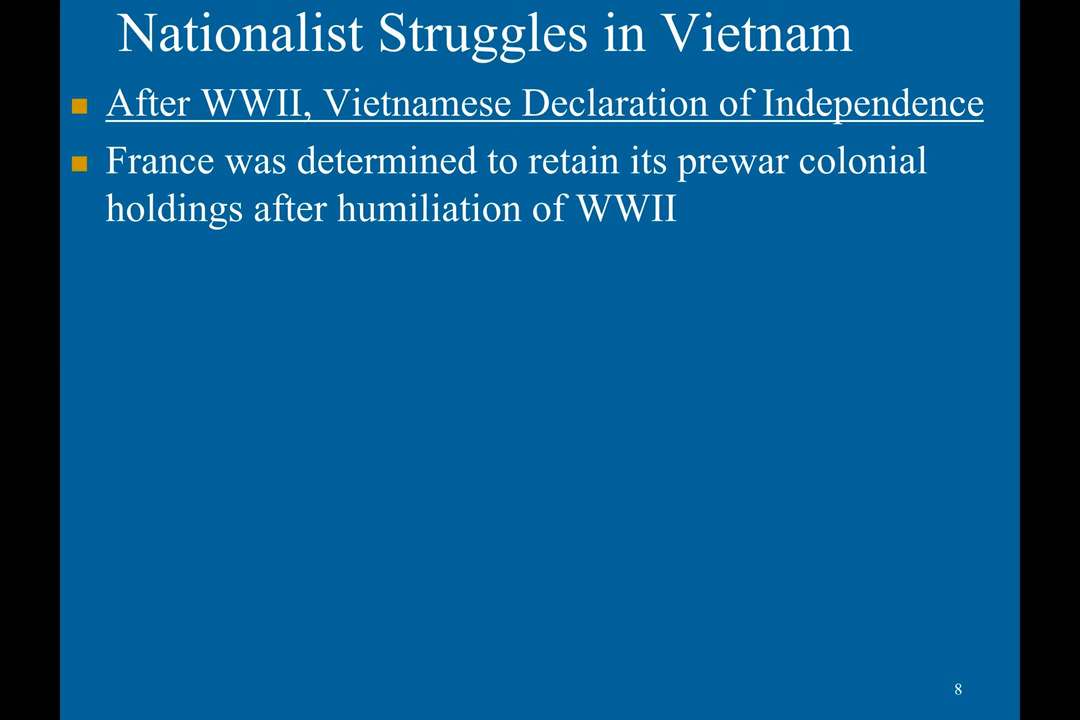 Nationalist Struggles in Vietnam
After WWII, Vietnamese Declaration of Independence
France was determined to retain its prewar colonial
holdings after humiliation of WWII
8